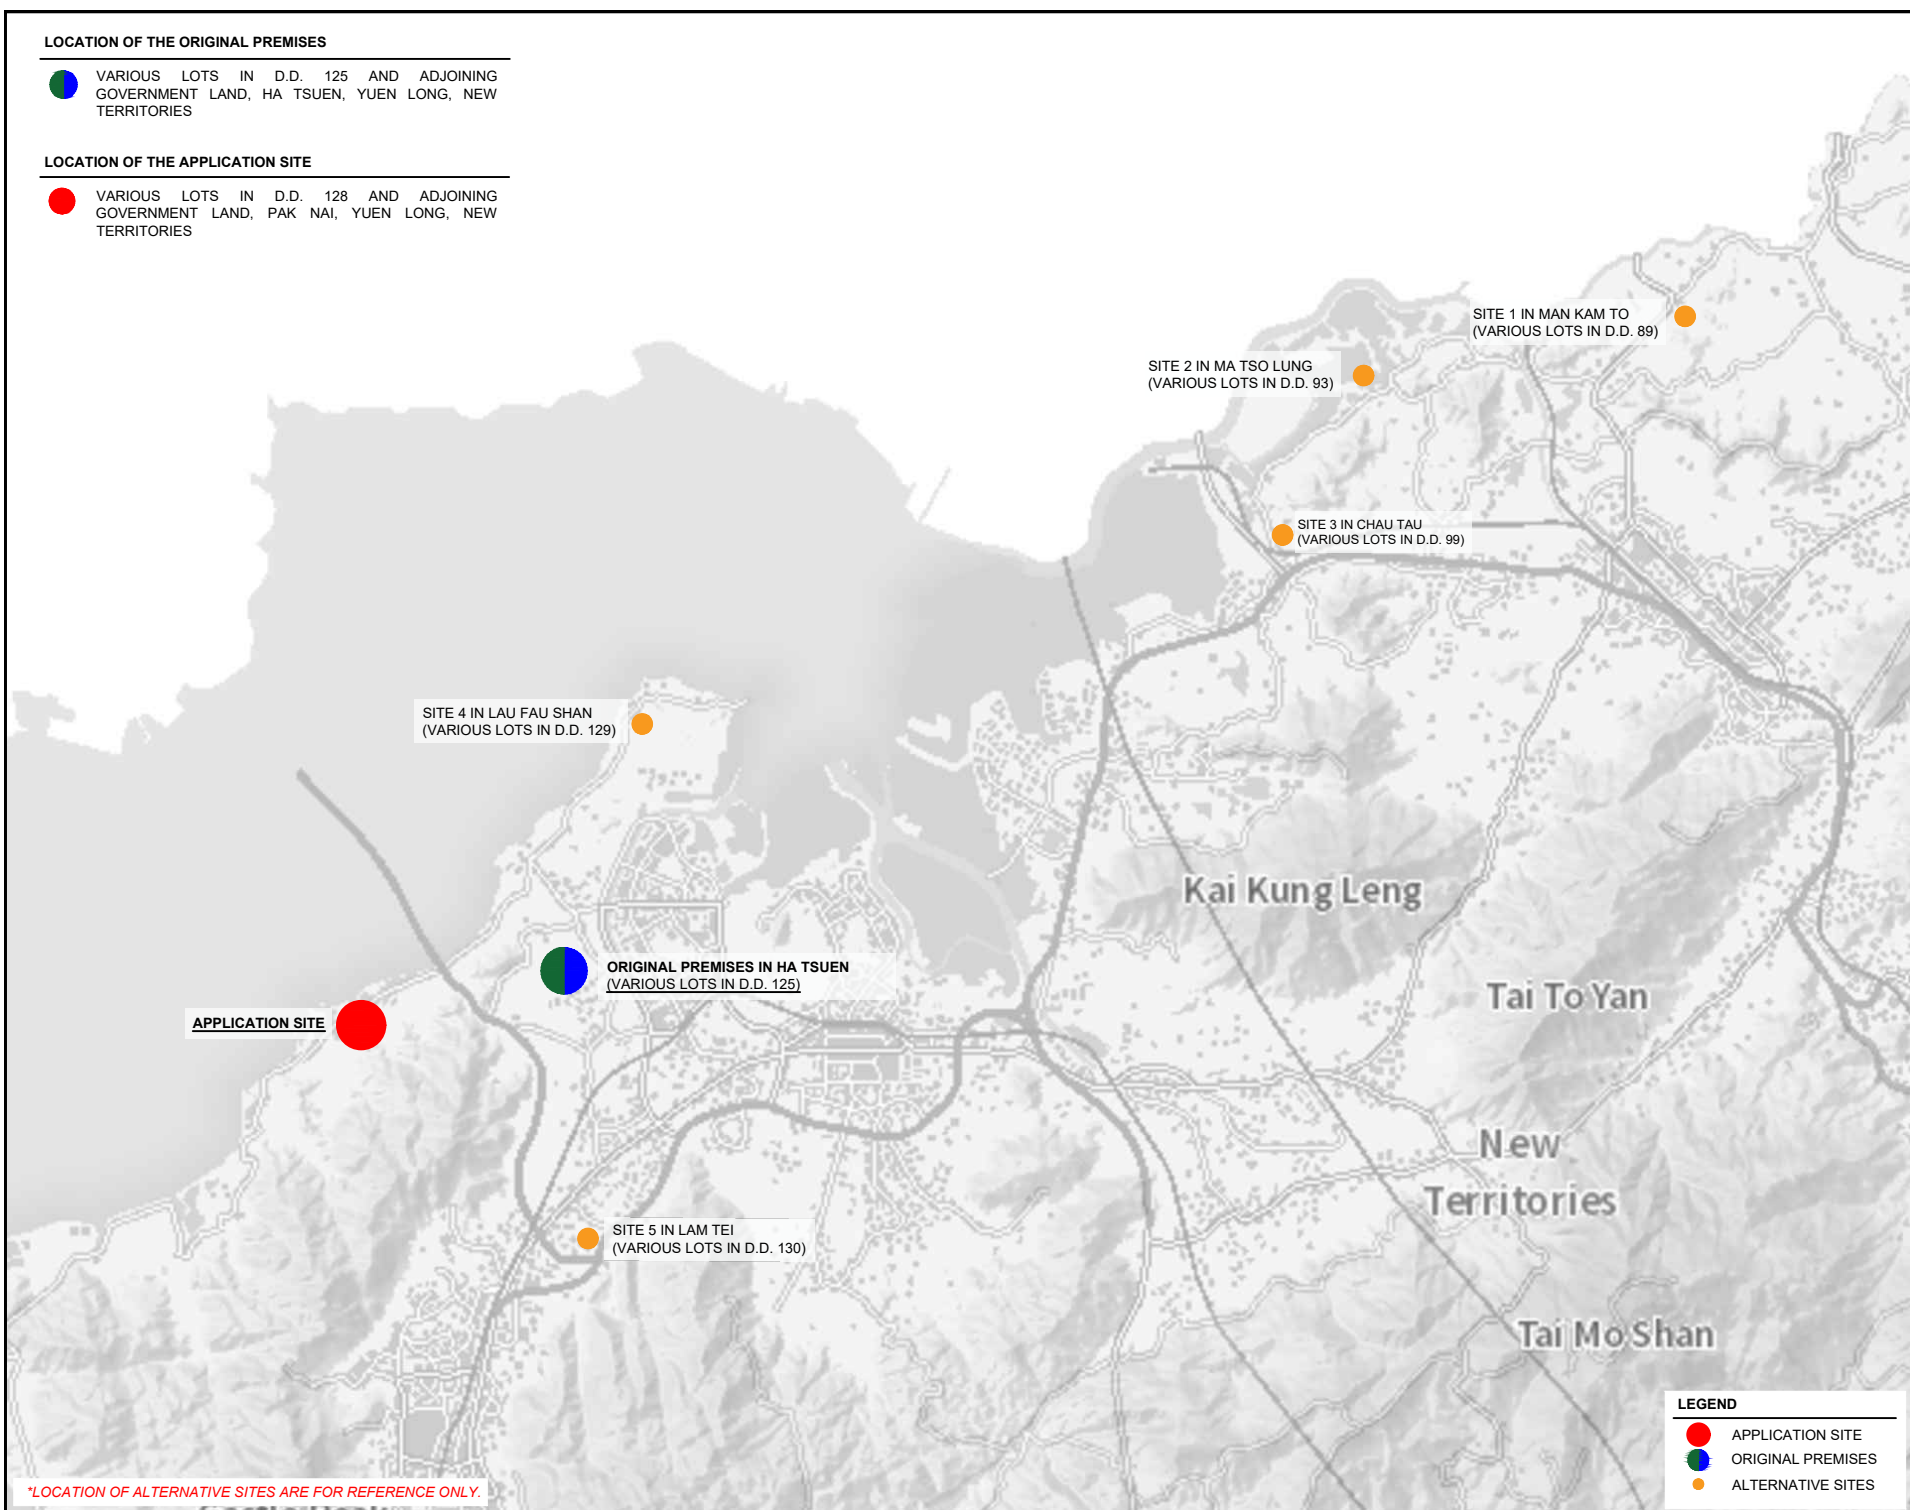 LOCATION OF THE ORIGINAL PREMISES
VARIOUS LOTS IN D.D. 125 AND ADJOINING
GOVERNMENT LAND, HA TSUEN, YUEN LONG, NEW
TERRITORIES
LOCATION OF THE APPLICATION SITE
VARIOUS LOTS IN D.D. 128 AND ADJOINING
GOVERNMENT LAND, PAK NAI, YUEN LONG, NEW
TERRITORIES
SITE 1 IN MAN KAM TO
(VARIOUS LOTS IN D.D. 89)
SITE 2 IN MA TSO LUNG
(VARIOUS LOTS IN D.D. 93)
SITE 3 IN CHAU TAU
(VARIOUS LOTS IN D.D. 99)
SITE 4 IN LAU FAU SHAN
(VARIOUS LOTS IN D.D. 129)
Kai Kung Leng
ORIGINAL PREMISES IN HA TSUEN
(VARIOUS LOTS IN D.D. 125)
Tai To Yan
APPLICATION SITE
New
Territories
SITE 5 IN LAM TEI
(VARIOUS LOTS IN D.D. 130)
Tai Mo Shan
LEGEND
APPLICATION SITE
ORIGINAL PREMISES
ALTERNATIVE SITES
*LOCATION OF ALTERNATIVE SITES ARE FOR REFERENCE ONLY.